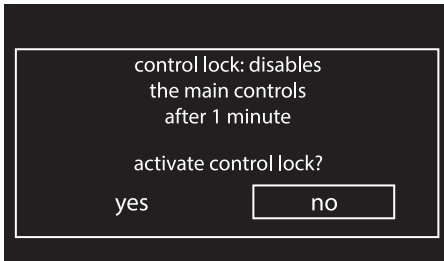 control lock: disables
the main controls
after 1 minute
activate control lock?
yes no